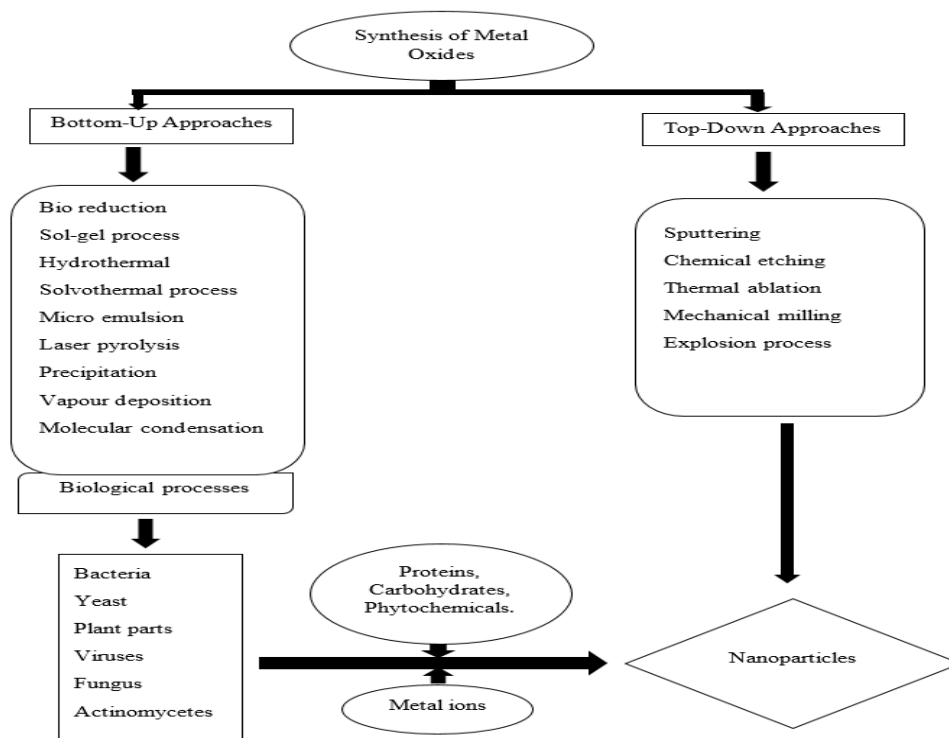 Synthesis of Metal
Oxides
Bottom-Up Approaches
Top-Down Approaches
Bio reduction
Sol-gel process
Hydrothermal
Solvothermal process
Micro emulsion
Laser pyrolysis
Precipitation
Vapour deposition
Molecular condensation
Sputtering
Chemical etching
Thermal ablation
Mechanical milling
Explosion process
Biological processes
Bacteria
Yeast
Plant parts
Viruses
Fungus
Actinomycetes
Proteins,
Carbohydrates,
Phytochemicals.
Metal ions
Nanoparticles